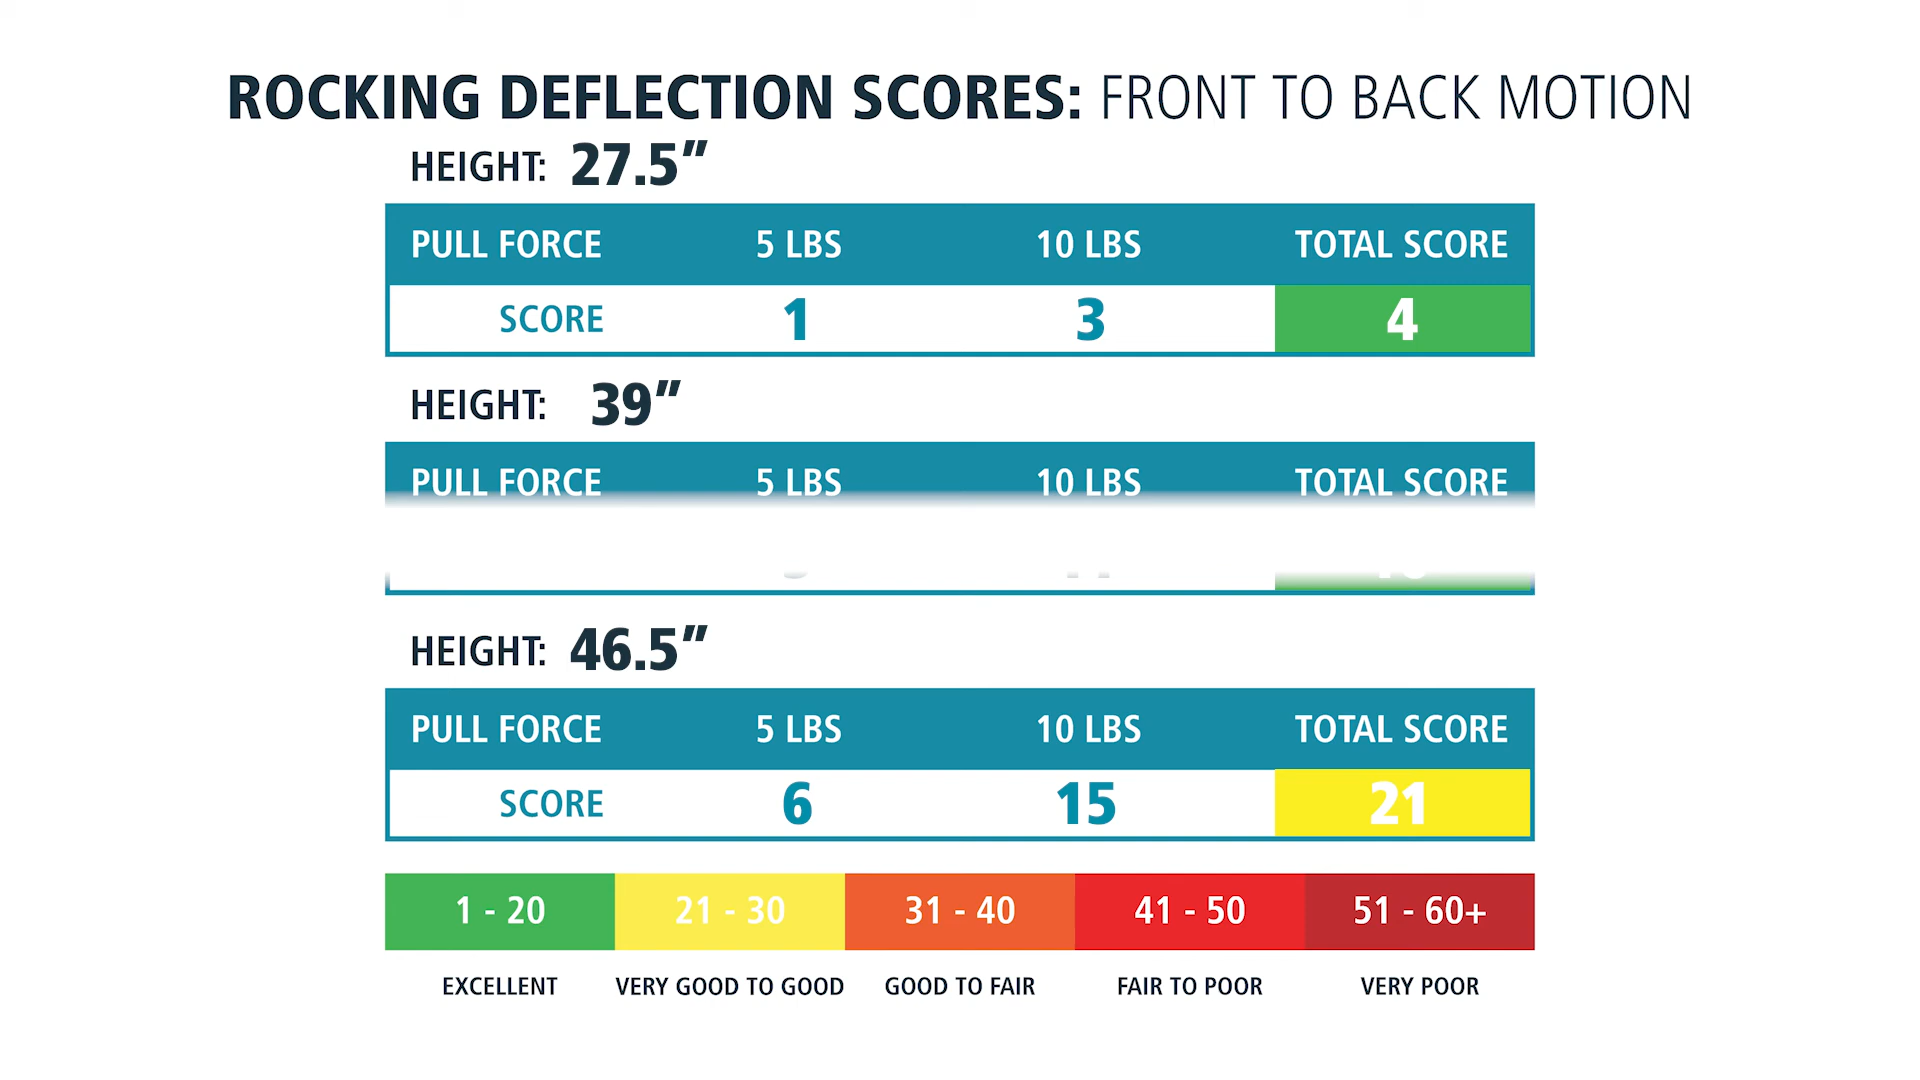 ROCKING DEFLECTION SCORES: FRONT TO BACK MOTION
HEIGHT: 27.5″
PULL FORCE 5 LBS 10 LBS TOTAL SCORE
SCORE 1 3 4
HEIGHT: 39″
PULL FORCE 5 LBS 10 LBS TOTAL SCORE
HEIGHT: 46.5″
PULL FORCE 5 LBS 10 LBS TOTAL SCORE
SCORE 6 15 21
1 - 20 21 - 30 31 - 40 41 - 50 51 - 60+
EXCELLENT VERY GOOD TO GOOD GOOD TO FAIR FAIR TO POOR VERY POOR